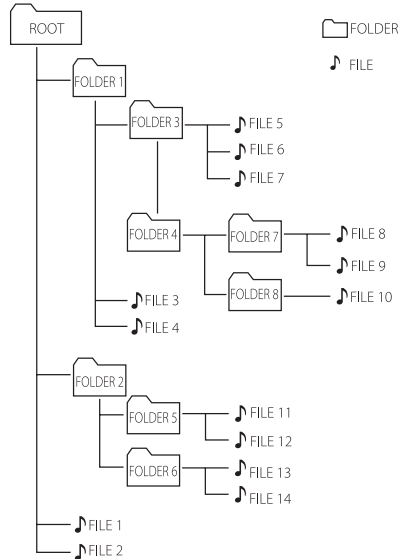 ROOT
FOLDER
FILE
FOLDER 1
FOLDER 3
FILE 5
FILE 6
FILE 7
FOLDER 4
FOLDER 7
FILE 8
FILE 9
FOLDER 8
FILE 10
FILE 3
FILE 4
FOLDER 2
FOLDER 5
FILE 11
FILE 12
FOLDER 6
FILE 13
FILE 14
FILE 1
FILE 2